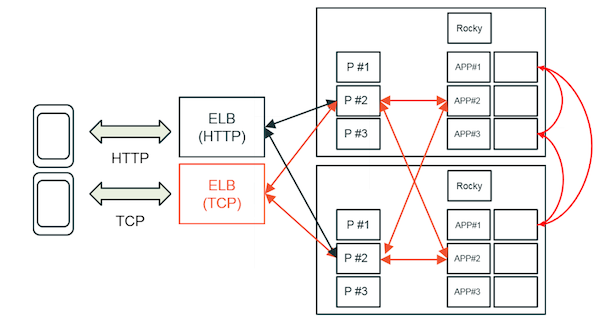 HTTP
TCP
ELB
(HTTP)
ELB
(TCP)
Rocky
P #1
P #2
P #3
APP#1
APP#2
APP#3
Rocky
P #1
P #2
P #3
APP#1
APP#2
APP#3